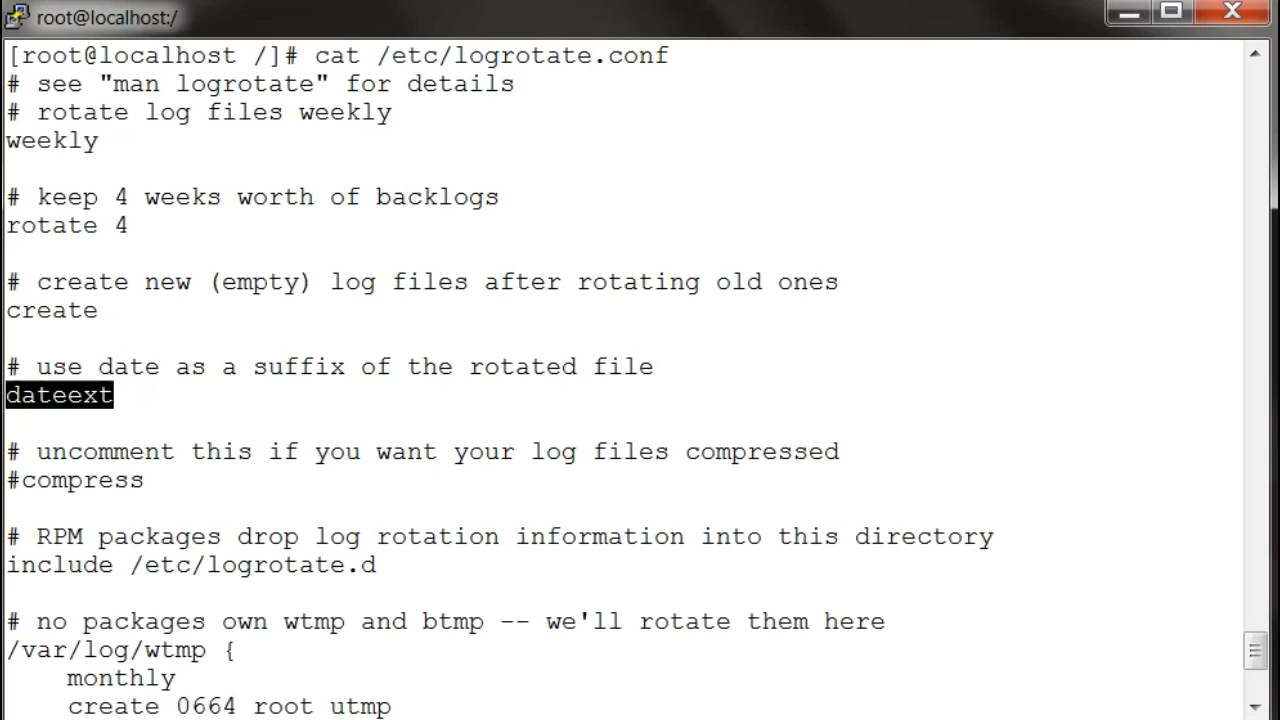 root@localhost:/
[root@localhost /]# cat /etc/logrotate.conf
# see "man logrotate" for details
# rotate log files weekly
weekly
# keep 4 weeks worth of backlogs
rotate 4
# create new (empty) log files after rotating old ones
create
# use date as a suffix of the rotated file
dateext
# uncomment this if you want your log files compressed
#compress
# RPM packages drop log rotation information into this directory
include /etc/logrotate.d
# no packages own wtmp and btmp -- we'll rotate them here
/var/log/wtmp {
    monthly
    create 0664 root utmp